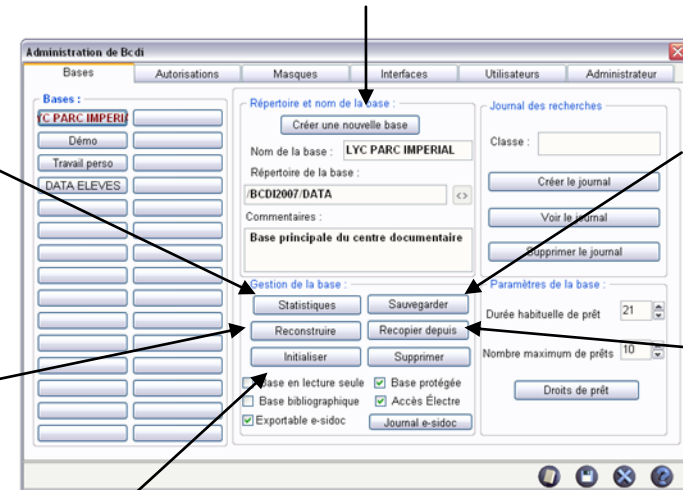 Administration de Bcdi
Bases
Autorisations
Masques
Interfaces
Utilisateurs
Administrateur
Bases :
YC PARC IMPERI
Démo
Travail perso
DATA ELEVES
Répertoire et nom de la base :
Créer une nouvelle base
Nom de la base : LYC PARC IMPERIAL
Répertoire de la base :
/BCDI2007/DATA
<>
Commentaires :
Base principale du centre documentaire
Gestion de la base :
Statistiques
Sauvegarder
Reconstruire
Recopier depuis
Initialiser
Supprimer
Base en lecture seule
Base protégée
Base bibliographique
Accès Électre
Exportable e-sidoc
Journal e-sidoc
Journal des recherches
Classe :
Créer le journal
Voir le journal
Supprimer le journal
Paramètres de la base :
Durée habituelle de prêt 21
Nombre maximum de prêts 10
Droits de prêt